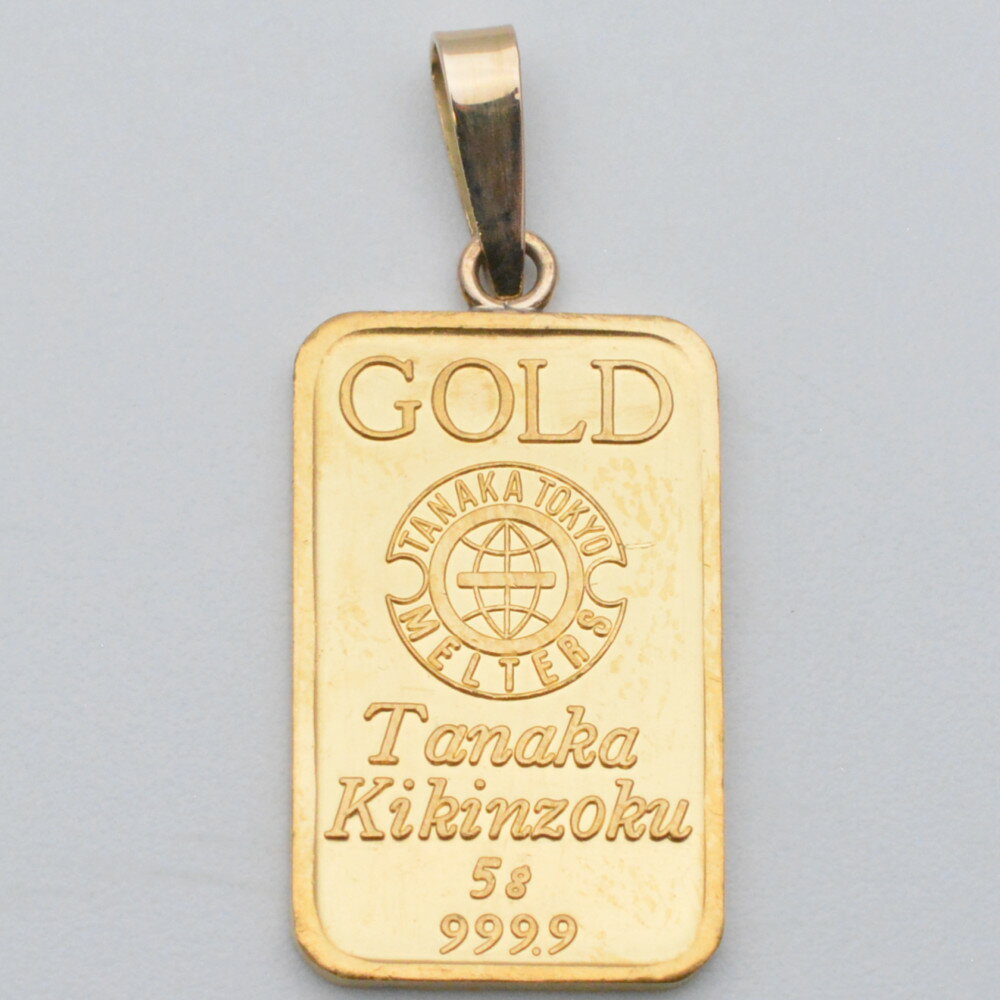 GOLD
TANAKA TOKYO
MELTERS
Tanaka
Kikinzoku
5g
999.9